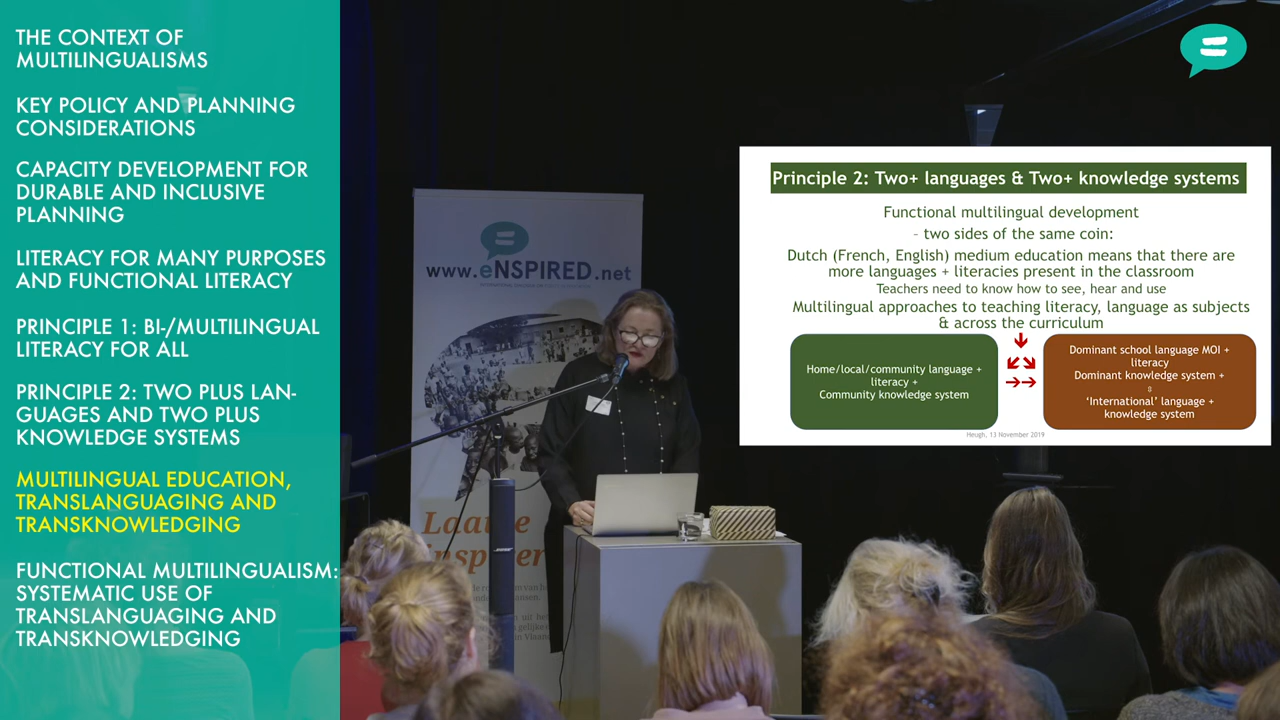 THE CONTEXT OF
MULTILINGUALISMS
KEY POLICY AND PLANNING
CONSIDERATIONS
CAPACITY DEVELOPMENT FOR
DURABLE AND INCLUSIVE
PLANNING
LITERACY FOR MANY PURPOSES
AND FUNCTIONAL LITERACY
PRINCIPLE 1: BI-/MULTILINGUAL
LITERACY FOR ALL
PRINCIPLE 2: TWO PLUS LAN-
GUAGES AND TWO PLUS
KNOWLEDGE SYSTEMS
MULTILINGUAL EDUCATION,
TRANSLANGUAGING AND
TRANSKNOWLEDGING
FUNCTIONAL MULTILINGUALISM:
SYSTEMATIC USE OF
TRANSLANGUAGING AND
TRANSKNOWLEDGING
www.eNSPIRED.net
Principle 2: Two+ languages & Two+ knowledge systems
Functional multilingual development
- two sides of the same coin:
Dutch (French, English) medium education means that there are
more languages + literacies present in the classroom
Teachers need to know how to see, hear and use
Multilingual approaches to teaching literacy, language as subjects
& across the curriculum
Home/local/community language +
literacy +
Community knowledge system
Dominant school language MOI +
literacy
Dominant knowledge system +
‘International’ language +
knowledge system
Heugh, 13 November 2019